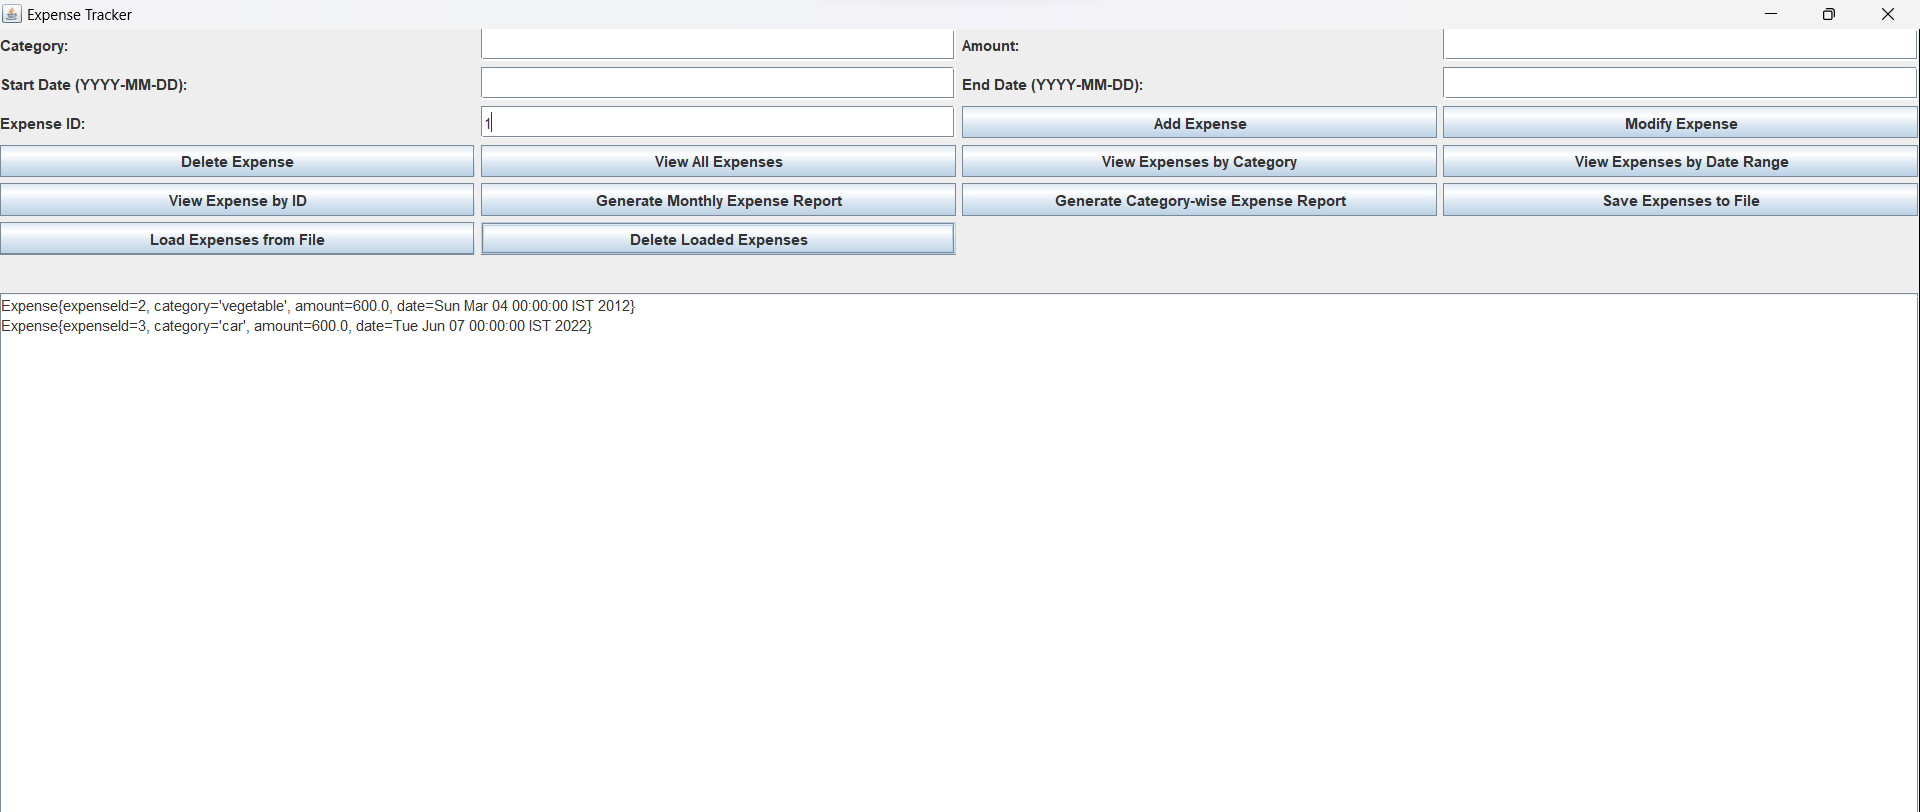 Expense Tracker
Category: Amount:
Start Date (YYYY-MM-DD): End Date (YYYY-MM-DD):
Expense ID: 1 Add Expense Modify Expense
Delete Expense View All Expenses View Expenses by Category View Expenses by Date Range
View Expense by ID Generate Monthly Expense Report Generate Category-wise Expense Report Save Expenses to File
Load Expenses from File Delete Loaded Expenses
Expense{expenseId=2, category='vegetable', amount=600.0, date=Sun Mar 04 00:00:00 IST 2012}
Expense{expenseId=3, category='car', amount=600.0, date=Tue Jun 07 00:00:00 IST 2022}